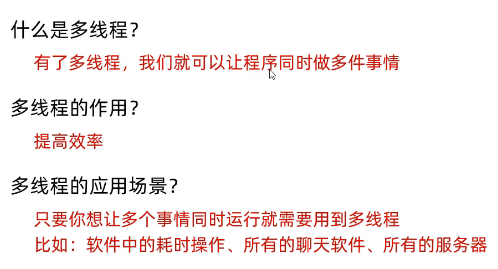 什么是多线程？
有了多线程，我们就可以让程序同时做多件事情
多线程的作用？
提高效率
多线程的应用场景？
只要你想让多个事情同时运行就需要用到多线程
比如：软件中的耗时操作、所有的聊天软件、所有的服务器